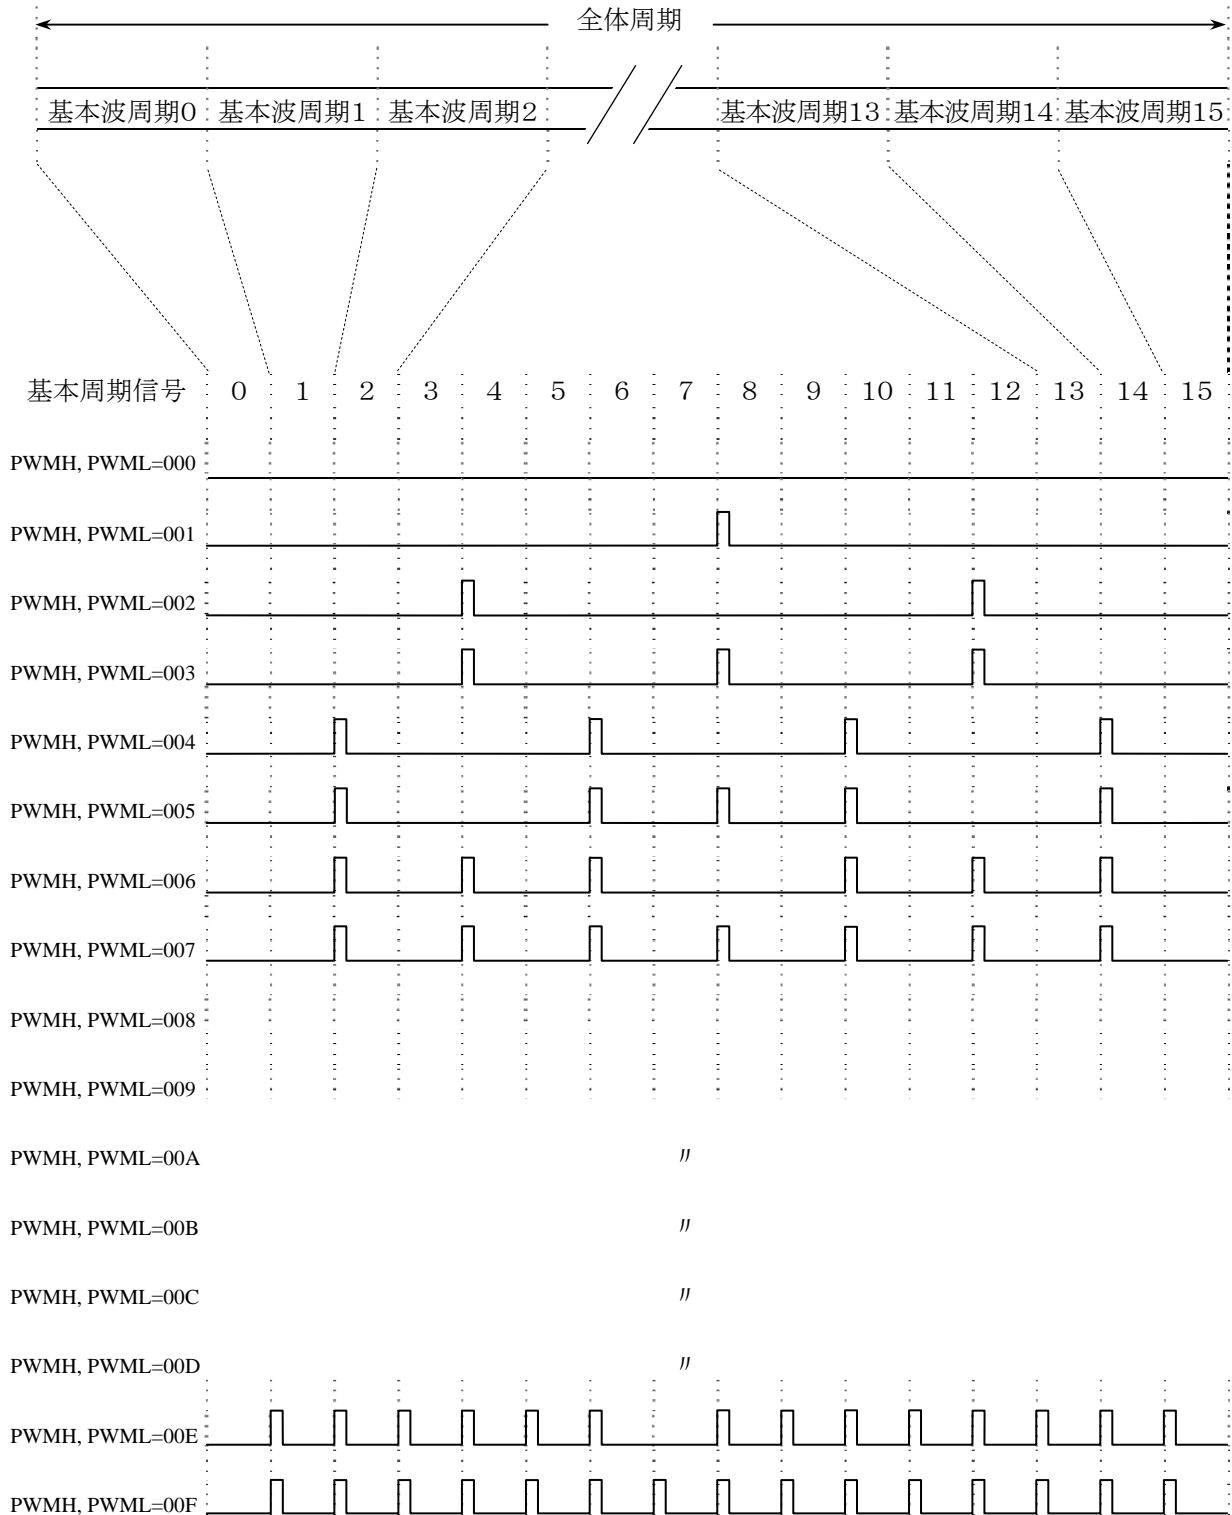 全体周期
基本波周期0 基本波周期1 基本波周期2 基本波周期13 基本波周期14 基本波周期15
基本周期信号 0 1 2 3 4 5 6 7 8 9 10 11 12 13 14 15
PWMH, PWML=000
PWMH, PWML=001
PWMH, PWML=002
PWMH, PWML=003
PWMH, PWML=004
PWMH, PWML=005
PWMH, PWML=006
PWMH, PWML=007
PWMH, PWML=008
PWMH, PWML=009
PWMH, PWML=00A 〃
PWMH, PWML=00B 〃
PWMH, PWML=00C 〃
PWMH, PWML=00D 〃
PWMH, PWML=00E
PWMH, PWML=00F